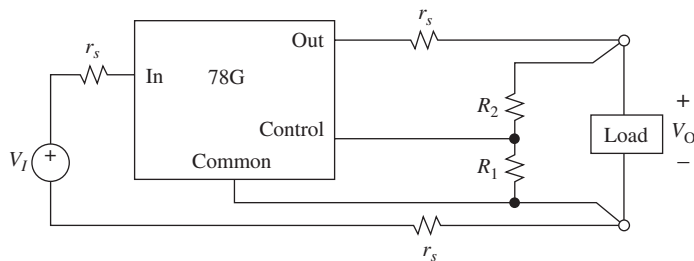 r_s
Out
r_s
In
78G
R_2
+
Control
Load
V_O
V_I
+
Common
R_1
−
r_s